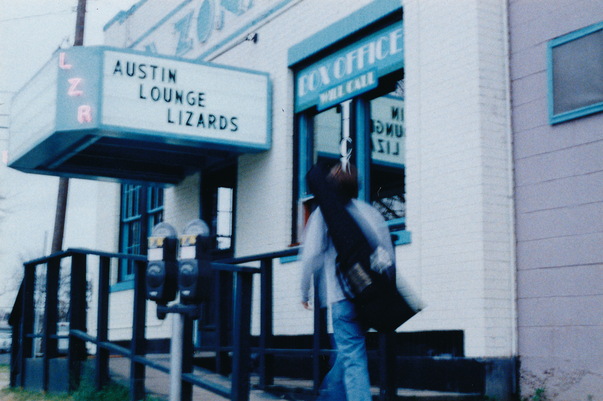 LZR
AUSTIN
LOUNGE
LIZARDS
BOX OFFICE
WILL CALL